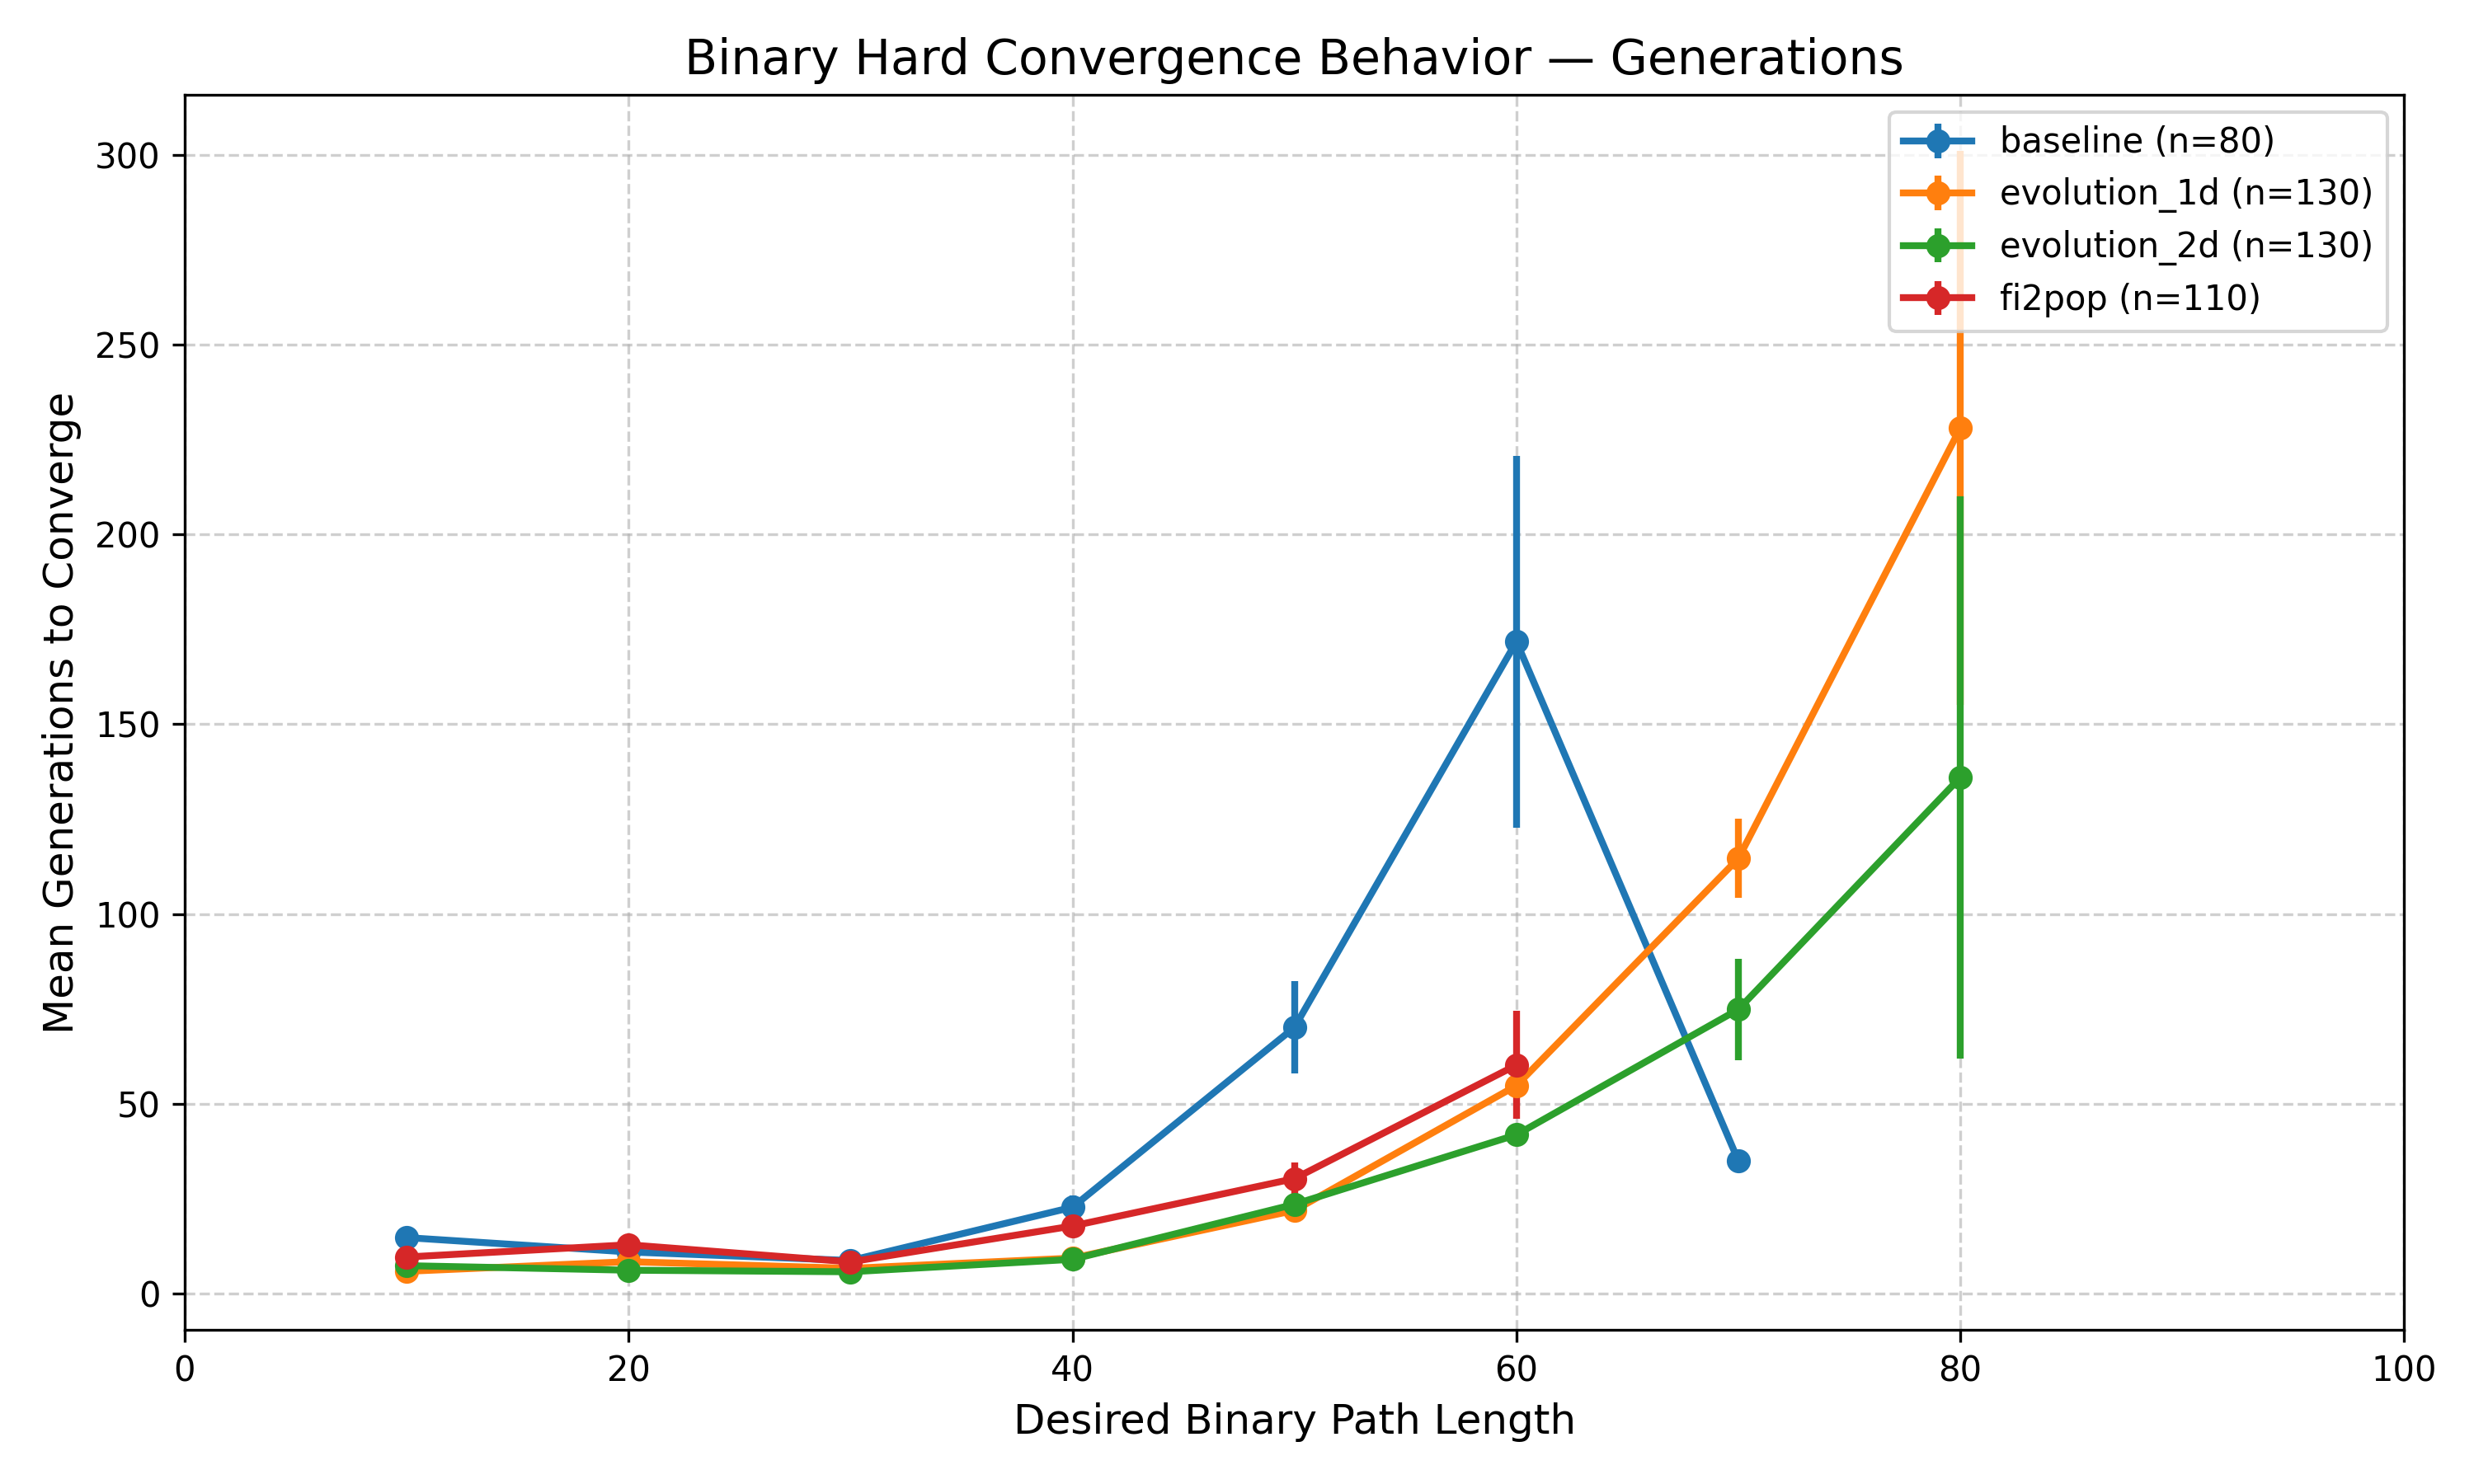 Binary Hard Convergence Behavior — Generations
300
250
200
150
100
50
0
Mean Generations to Converge
baseline (n=80)
evolution_1d (n=130)
evolution_2d (n=130)
fi2pop (n=110)
0 20 40 60 80 100
Desired Binary Path Length